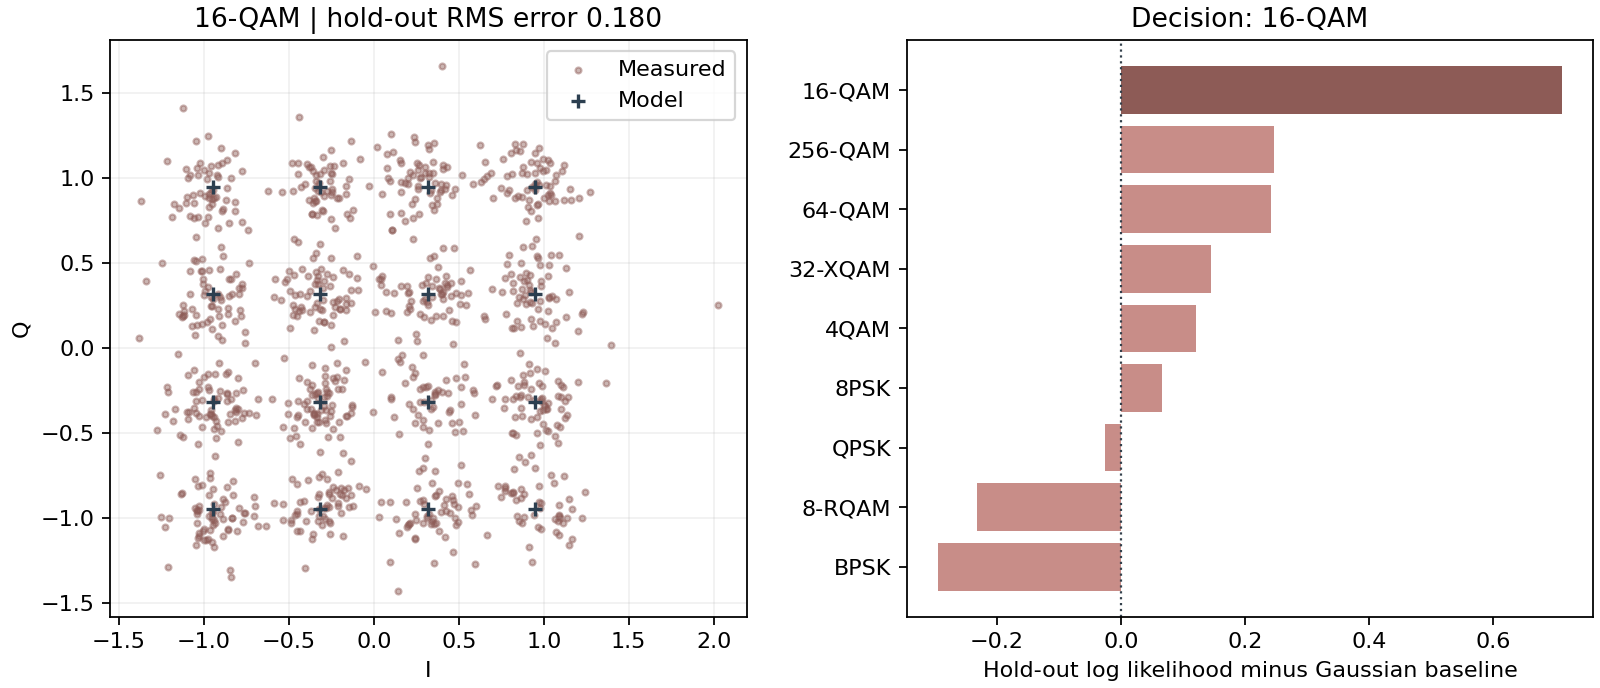 16-QAM | hold-out RMS error 0.180
Measured
Model
1.5
1.0
0.5
0.0
−0.5
−1.0
−1.5
Q
−1.5 −1.0 −0.5 0.0 0.5 1.0 1.5 2.0
I
Decision: 16-QAM
16-QAM
256-QAM
64-QAM
32-XQAM
4QAM
8PSK
QPSK
8-RQAM
BPSK
−0.2 0.0 0.2 0.4 0.6
Hold-out log likelihood minus Gaussian baseline